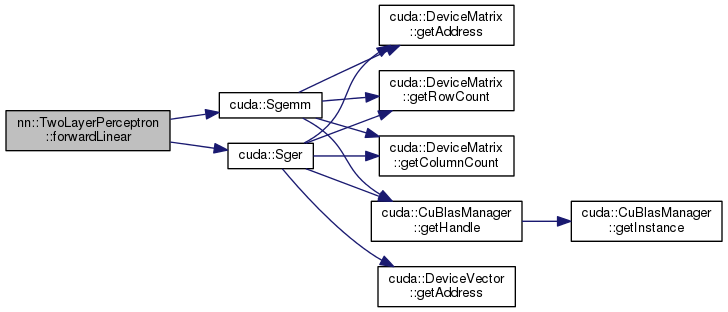 nn::TwoLayerPerceptron
::forwardLinear
cuda::Sgemm
cuda::Sger
cuda::DeviceMatrix
::getAddress
cuda::DeviceMatrix
::getRowCount
cuda::DeviceMatrix
::getColumnCount
cuda::CuBlasManager
::getHandle
cuda::DeviceVector
::getAddress
cuda::CuBlasManager
::getInstance